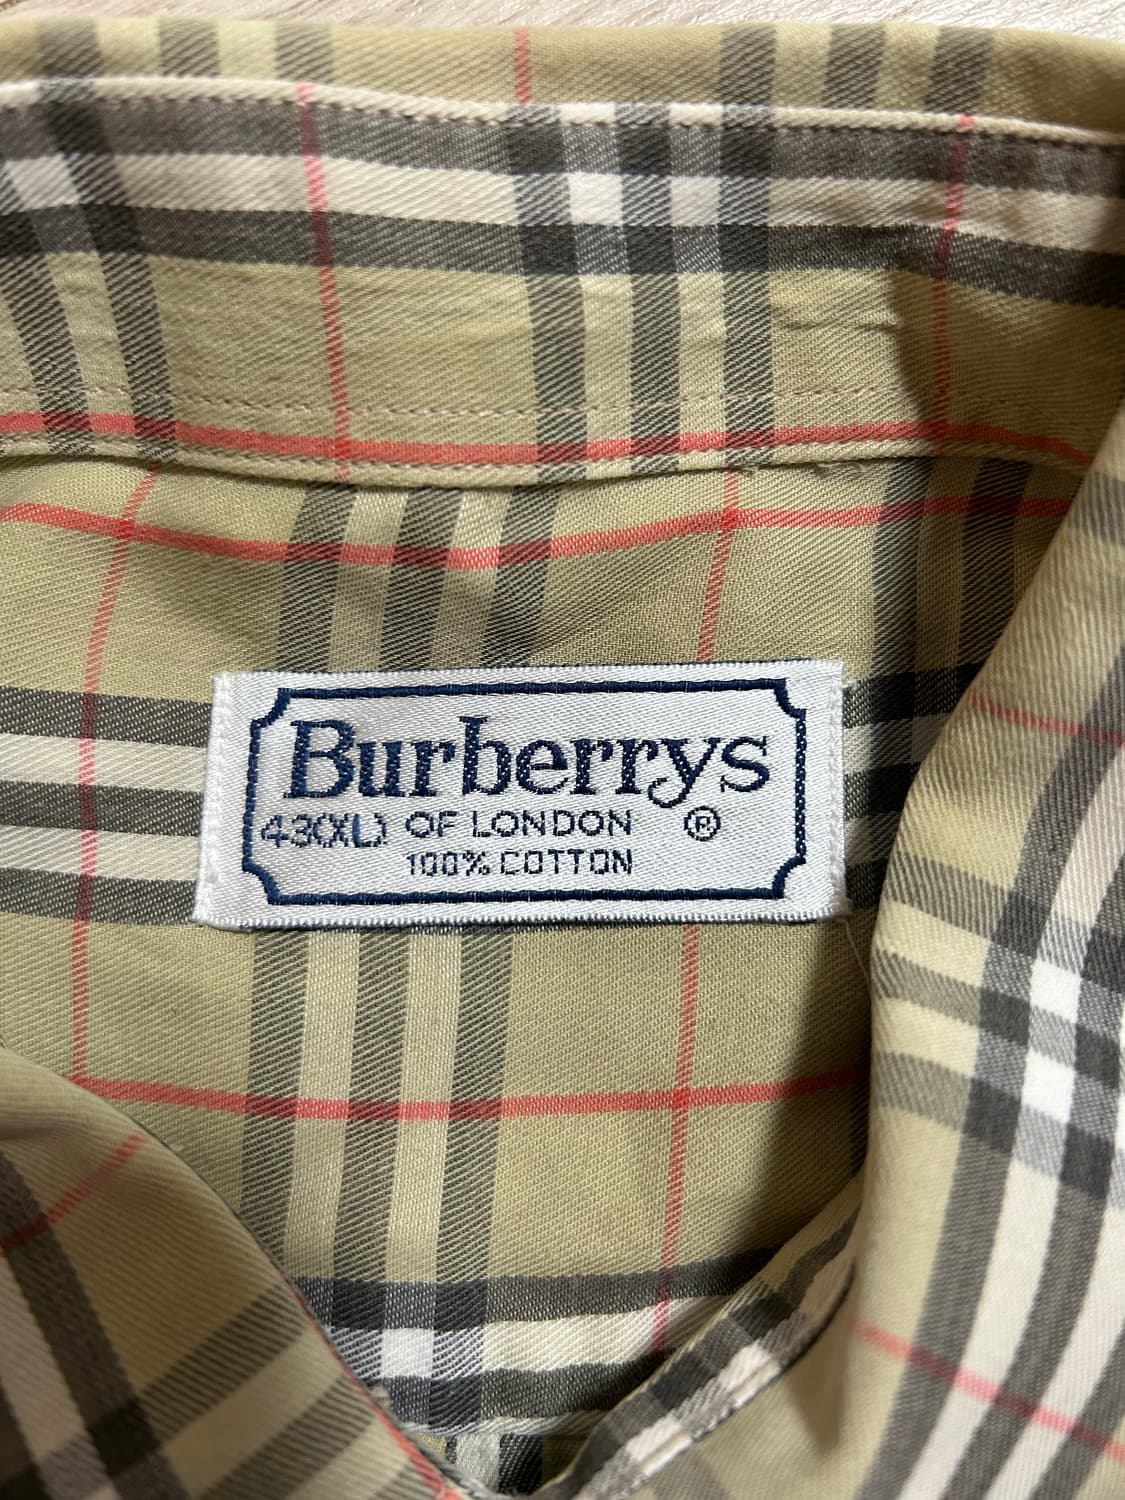 Burberrys
43(XL) OF LONDON ®
100% COTTON